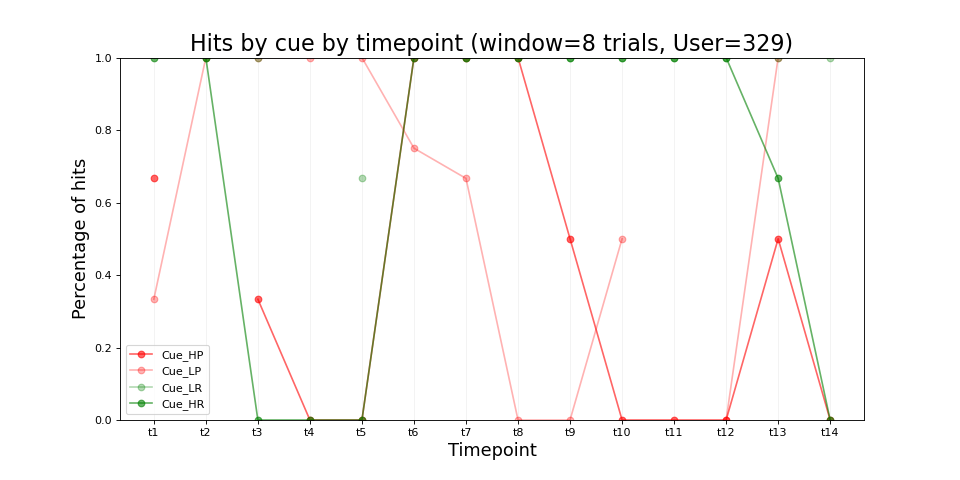 Hits by cue by timepoint (window=8 trials, User=329)
Percentage of hits
1.0
0.8
0.6
0.4
0.2
0.0
Cue_HP
Cue_LP
Cue_LR
Cue_HR
t1 t2 t3 t4 t5 t6 t7 t8 t9 t10 t11 t12 t13 t14
Timepoint